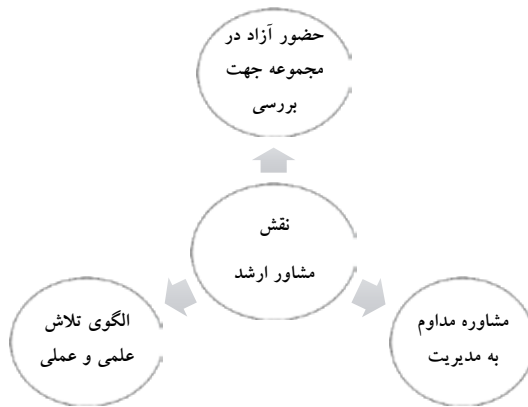 حضور آزاد در
مجموعه جهت
بررسی
نقش
مشاور ارشد
مشاوره مداوم
به مدیریت
الگوی تلاش
علمی و عملی